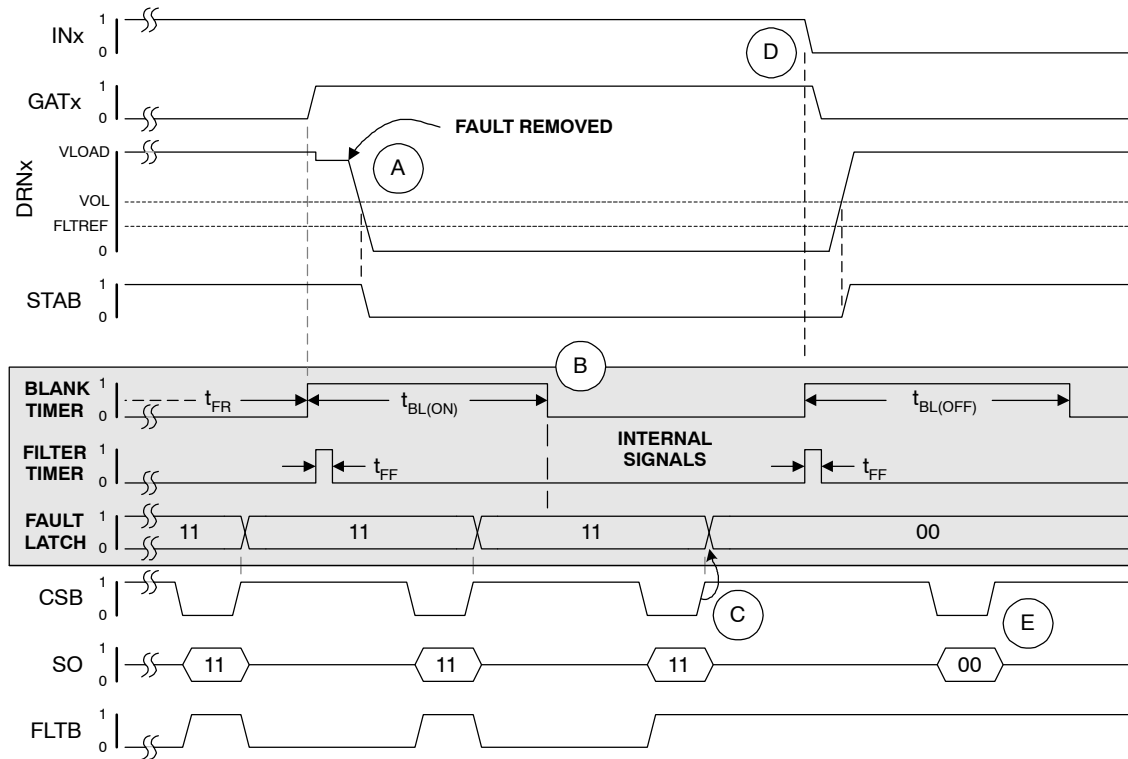 INx
1
0
D
GATx
1
0
FAULT REMOVED
A
DRNx
VLOAD
VOL
FLTREF
0
STAB
1
0
B
BLANK
TIMER
1
0
tFR
tBL(ON)
tBL(OFF)
INTERNAL
SIGNALS
FILTER
TIMER
1
0
tFF
tFF
FAULT
LATCH
1
0
11
11
11
00
CSB
1
0
C
E
SO
1
0
11
11
11
00
FLTB
1
0